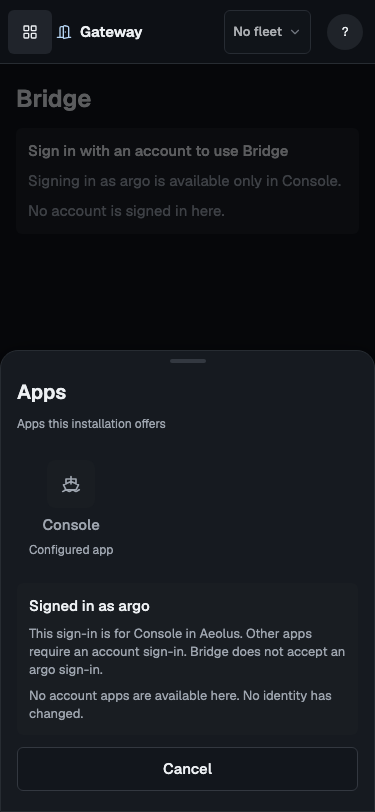 Gateway
No fleet
?
Bridge
Sign in with an account to use Bridge
Signing in as argo is available only in Console.
No account is signed in here.
Apps
Apps this installation offers
Console
Configured app
Signed in as argo
This sign-in is for Console in Aeolus. Other apps
require an account sign-in. Bridge does not accept an
argo sign-in.
No account apps are available here. No identity has
changed.
Cancel